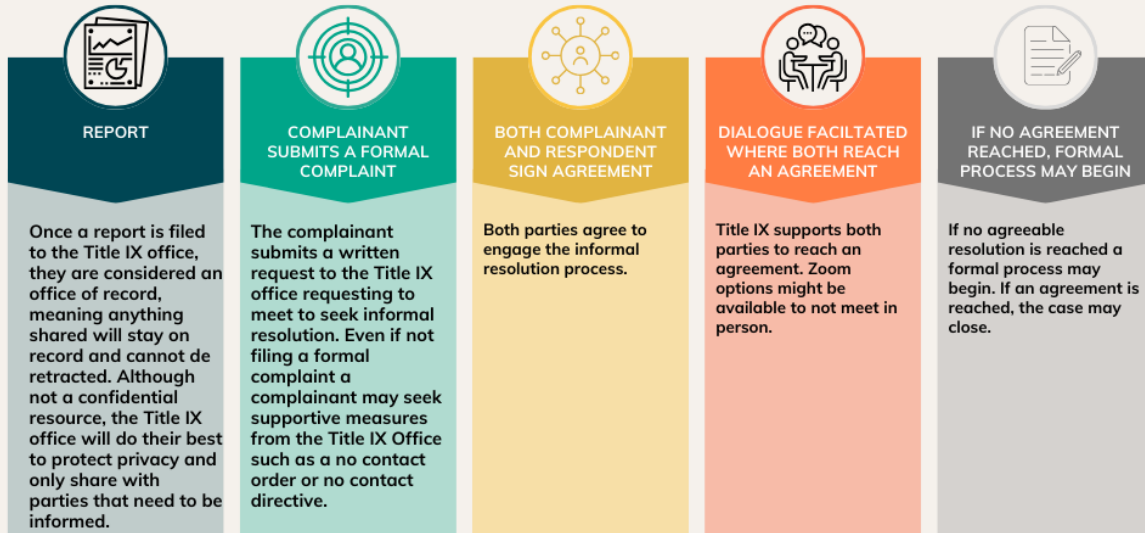 REPORT
Once a report is filed
to the Title IX office,
they are considered an
office of record,
meaning anything
shared will stay on
record and cannot de
retracted. Although
not a confidential
resource, the Title IX
office will do their best
to protect privacy and
only share with
parties that need to be
informed.
COMPLAINANT
SUBMITS A FORMAL
COMPLAINT
The complainant
submits a written
request to the Title IX
office requesting to
meet to seek informal
resolution. Even if not
filing a formal
complaint a
complainant may seek
supportive measures
from the Title IX Office
such as a no contact
order or no contact
directive.
BOTH COMPLAINANT
AND RESPONDENT
SIGN AGREEMENT
Both parties agree to
engage the informal
resolution process.
DIALOGUE FACILTATED
WHERE BOTH REACH
AN AGREEMENT
Title IX supports both
parties to reach an
agreement. Zoom
options might be
available to not meet in
person.
IF NO AGREEMENT
REACHED, FORMAL
PROCESS MAY BEGIN
If no agreeable
resolution is reached a
formal process may
begin. If an agreement is
reached, the case may
close.